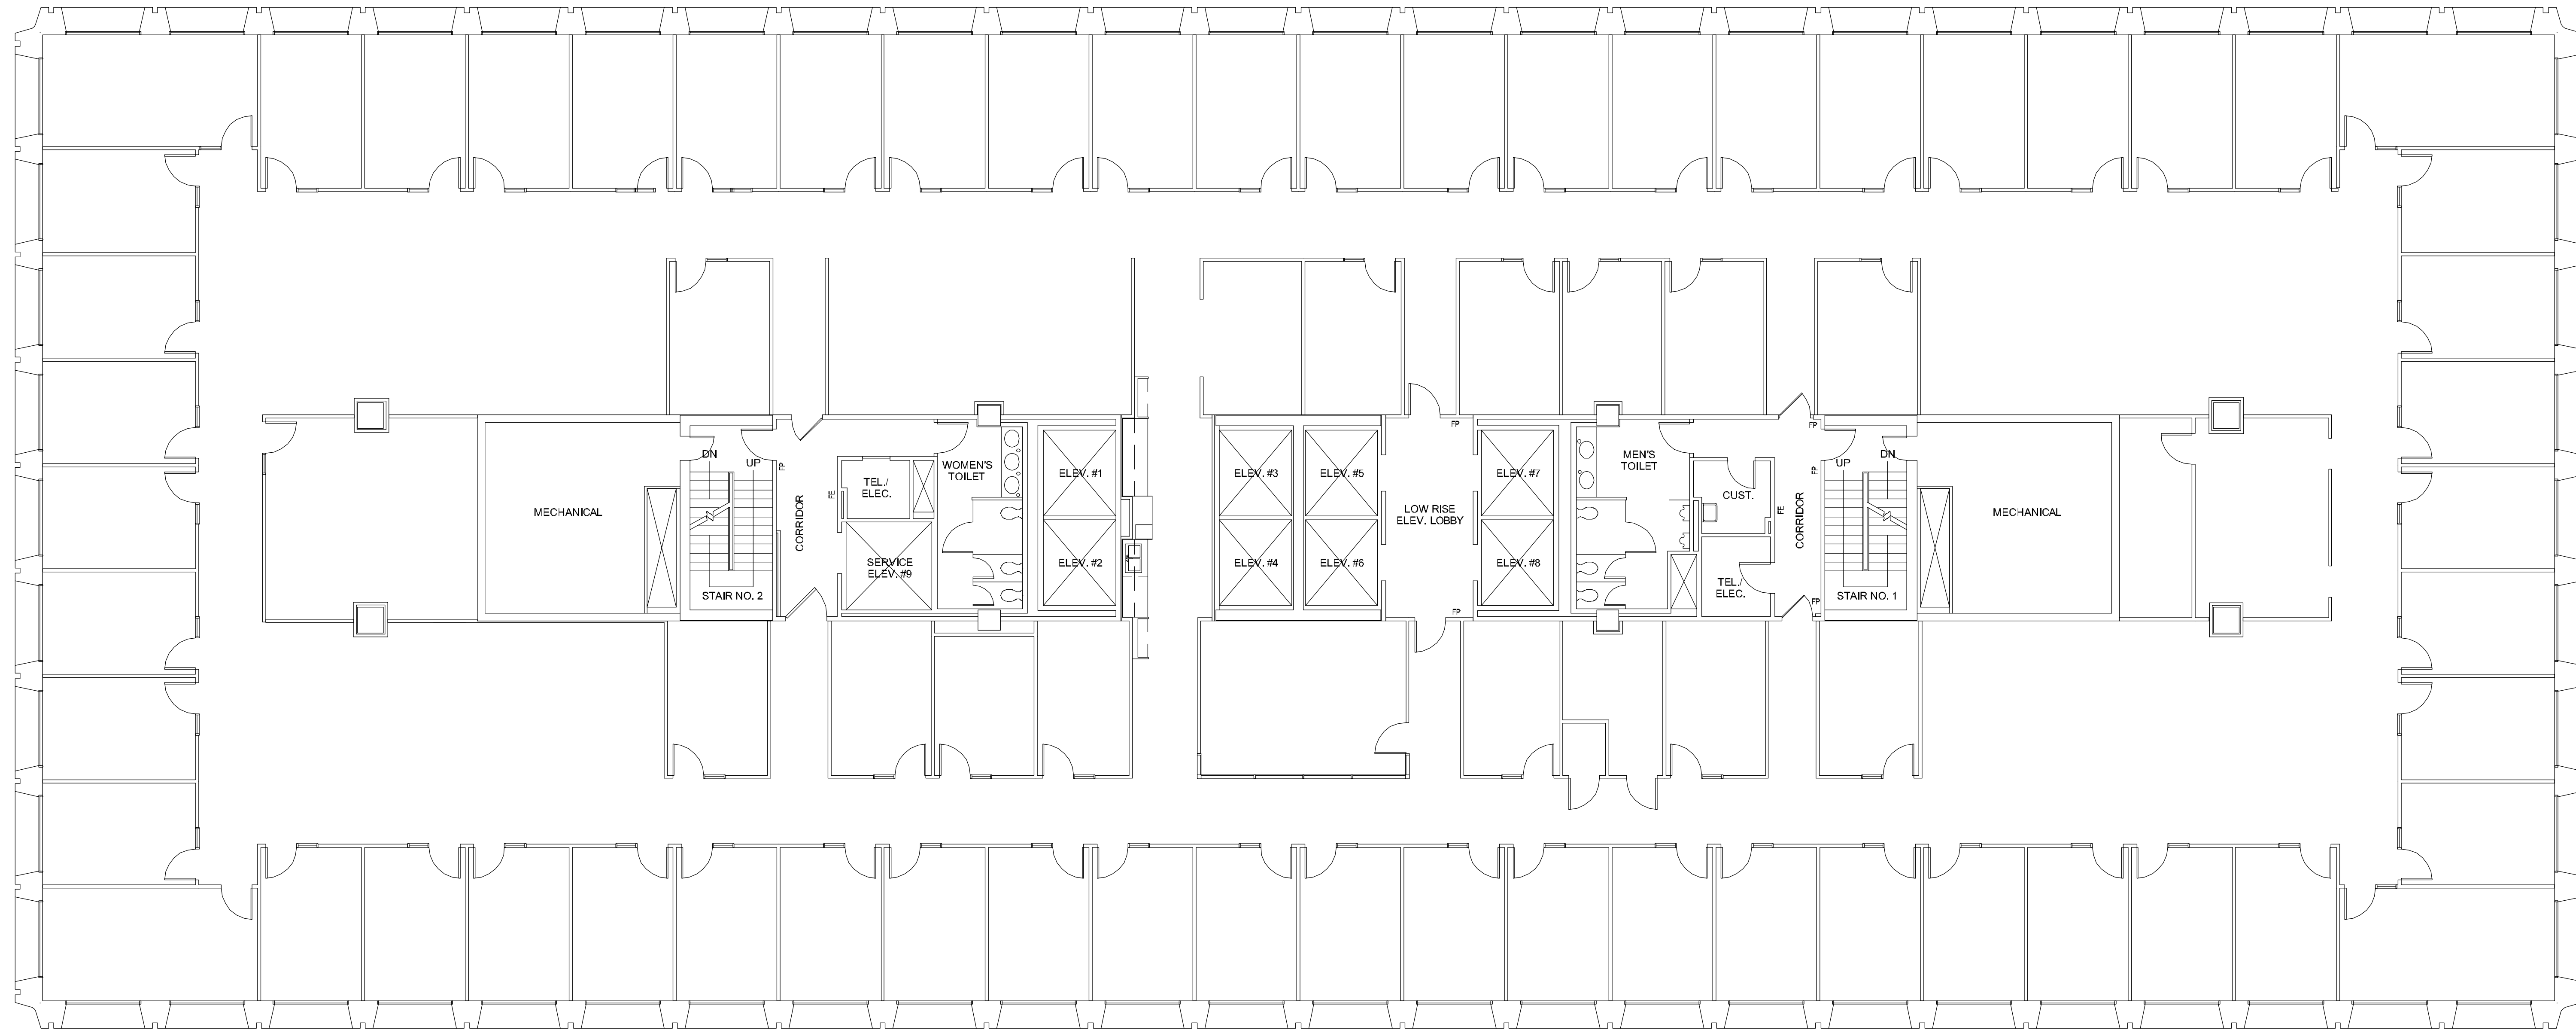 FP
FP
DN
UP
WOMEN'S
TOILET
ELEV. #1
ELEV. #3
ELEV. #5
ELEV. #7
MEN'S
TOILET
UP
DN
FP
FP
TEL./
ELEC.
FE
CUST.
FE
MECHANICAL
CORRIDOR
LOW RISE
ELEV. LOBBY
CORRIDOR
MECHANICAL
SERVICE
ELEV. #9
ELEV. #2
ELEV. #4
ELEV. #6
ELEV. #8
TEL./
ELEC.
STAIR NO. 2
STAIR NO. 1
FP
FP